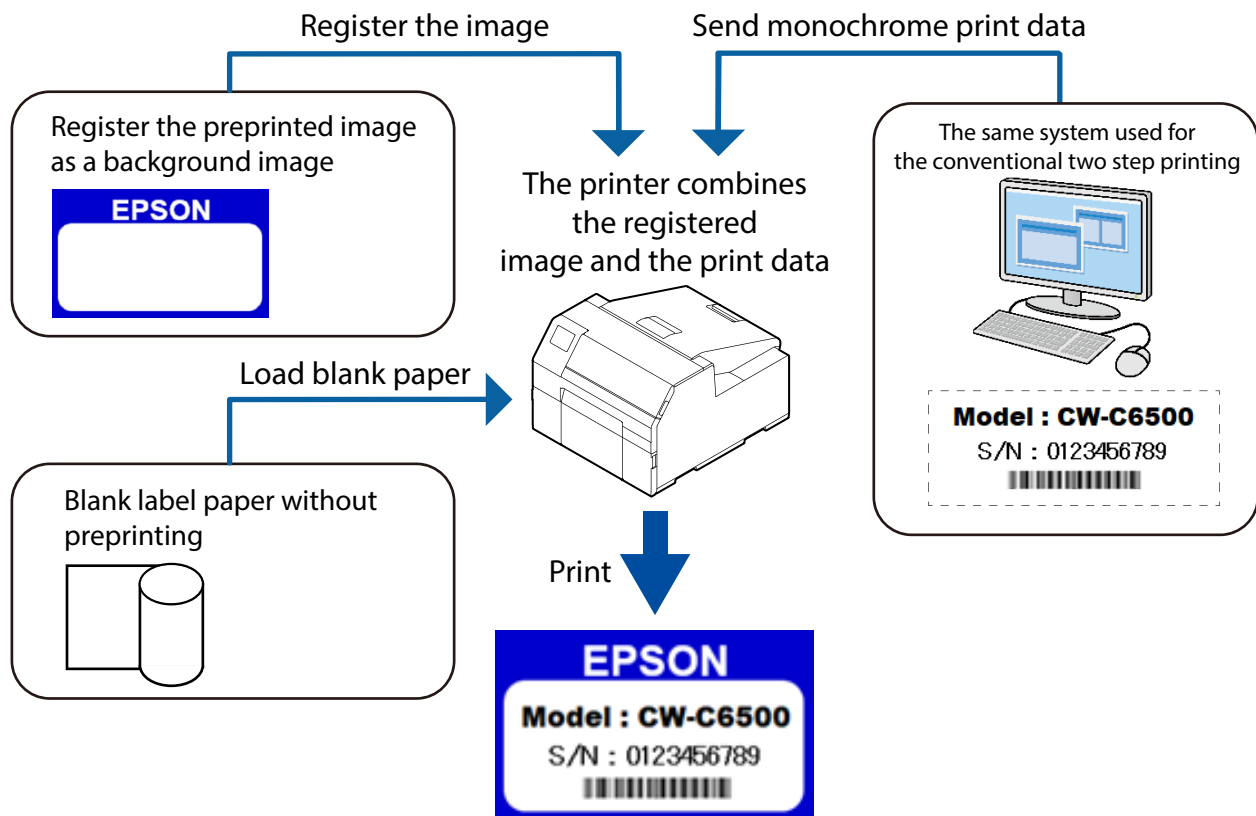 Register the image
Send monochrome print data
Register the preprinted image
as a background image
EPSON
The printer combines
the registered
image and the print data
The same system used for
the conventional two step printing
Model : CW-C6500
S/N : 0123456789
Load blank paper
Blank label paper without
preprinting
Print
EPSON
Model : CW-C6500
S/N : 0123456789